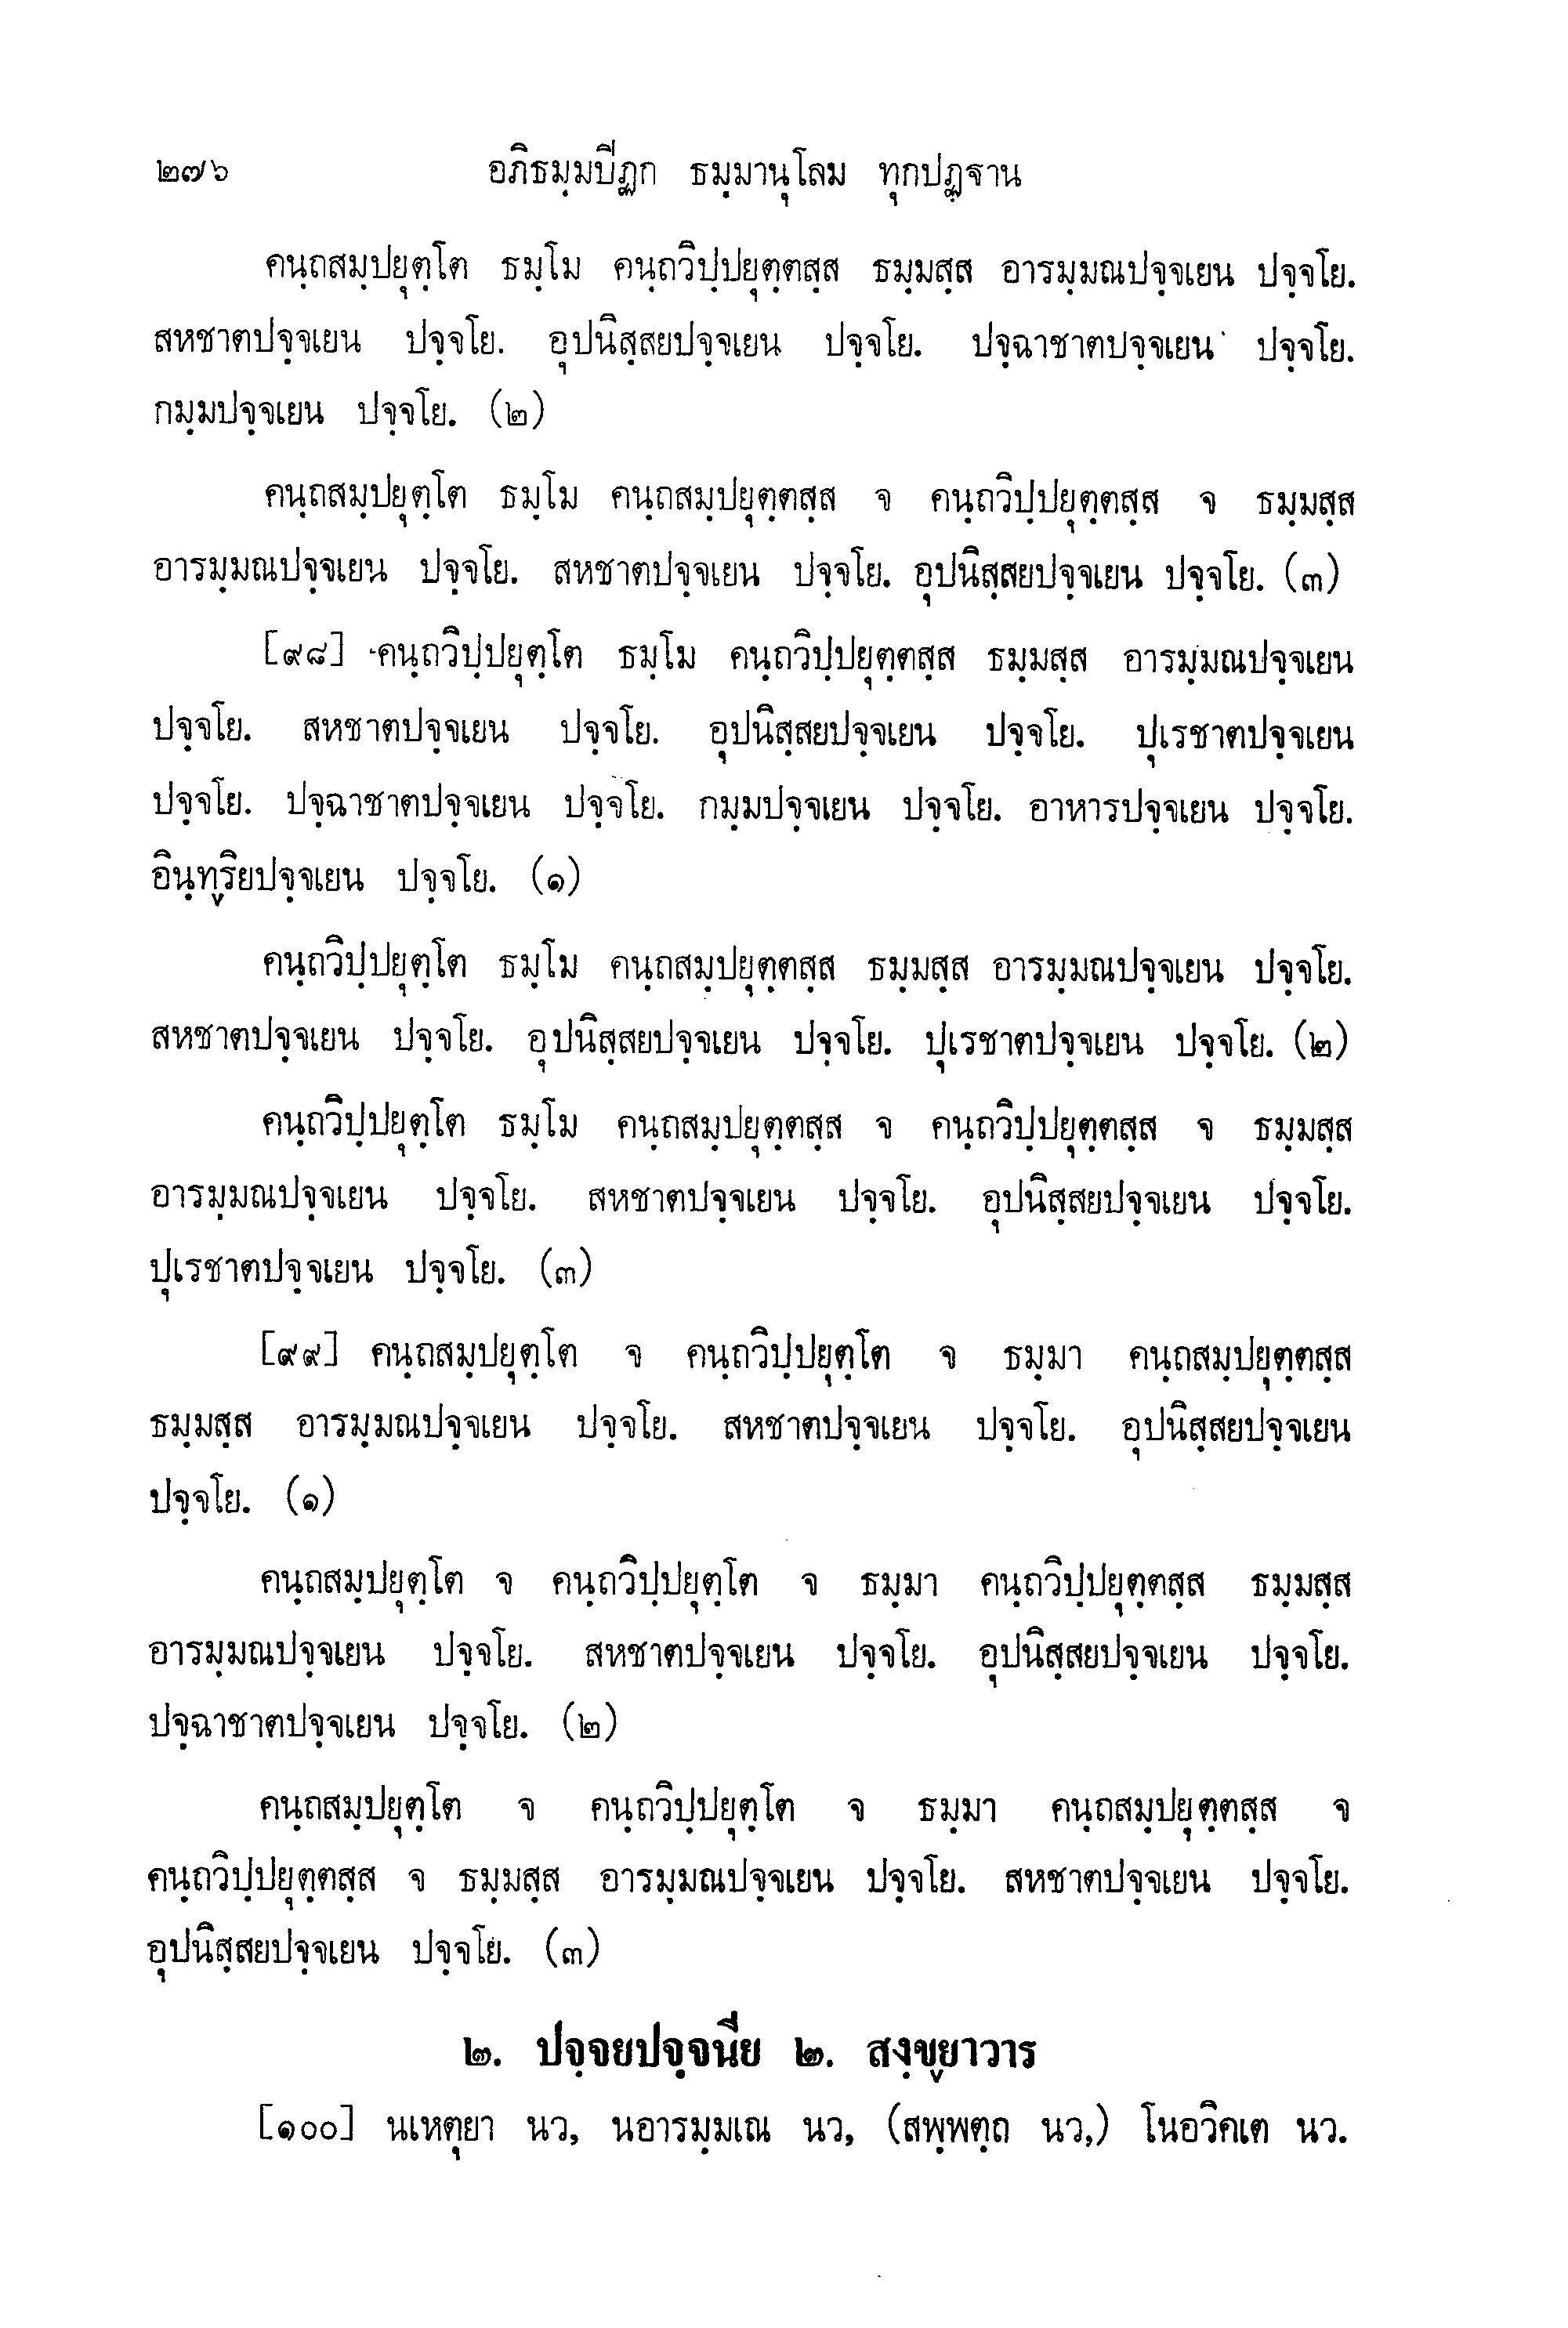 ๒๗๖ อภิธมฺมปีฏก ธมฺมานุโลม ทุกปฏฺฐาน
คนฺถสมฺปยุตฺโต ธมฺโม คนฺถวิปฺปยุตฺตสฺส ธมฺมสฺส อารมฺมณปจฺจเยน ปจฺจโย.
สหชาตปจฺจเยน ปจฺจโย. อุปนิสฺสยปจฺจเยน ปจฺจโย. ปจฺฉาชาตปจฺจเยน ปจฺจโย.
กมฺมปจฺจเยน ปจฺจโย. (๒)
คนฺถสมฺปยุตฺโต ธมฺโม คนฺถสมฺปยุตฺตสฺส จ คนฺถวิปฺปยุตฺตสฺส จ ธมฺมสฺส
อารมฺมณปจฺจเยน ปจฺจโย. สหชาตปจฺจเยน ปจฺจโย. อุปนิสฺสยปจฺจเยน ปจฺจโย. (๓)
[๙๘] คนฺถวิปฺปยุตฺโต ธมฺโม คนฺถวิปฺปยุตฺตสฺส ธมฺมสฺส อารมฺมณปจฺจเยน
ปจฺจโย. สหชาตปจฺจเยน ปจฺจโย. อุปนิสฺสยปจฺจเยน ปจฺจโย. ปุเรชาตปจฺจเยน
ปจฺจโย. ปจฺฉาชาตปจฺจเยน ปจฺจโย. กมฺมปจฺจเยน ปจฺจโย. อาหารปจฺจเยน ปจฺจโย.
อินฺทฺริยปจฺจเยน ปจฺจโย. (๑)
คนฺถวิปฺปยุตฺโต ธมฺโม คนฺถสมฺปยุตฺตสฺส ธมฺมสฺส อารมฺมณปจฺจเยน ปจฺจโย.
สหชาตปจฺจเยน ปจฺจโย. อุปนิสฺสยปจฺจเยน ปจฺจโย. ปุเรชาตปจฺจเยน ปจฺจโย. (๒)
คนฺถวิปฺปยุตฺโต ธมฺโม คนฺถสมฺปยุตฺตสฺส จ คนฺถวิปฺปยุตฺตสฺส จ ธมฺมสฺส
อารมฺมณปจฺจเยน ปจฺจโย. สหชาตปจฺจเยน ปจฺจโย. อุปนิสฺสยปจฺจเยน ปจฺจโย.
ปุเรชาตปจฺจเยน ปจฺจโย. (๓)
[๙๙] คนฺถสมฺปยุตฺโต จ คนฺถวิปฺปยุตฺโต จ ธมฺมา คนฺถสมฺปยุตฺตสฺส
ธมฺมสฺส อารมฺมณปจฺจเยน ปจฺจโย. สหชาตปจฺจเยน ปจฺจโย. อุปนิสฺสยปจฺจเยน
ปจฺจโย. (๑)
คนฺถสมฺปยุตฺโต จ คนฺถวิปฺปยุตฺโต จ ธมฺมา คนฺถวิปฺปยุตฺตสฺส ธมฺมสฺส
อารมฺมณปจฺจเยน ปจฺจโย. สหชาตปจฺจเยน ปจฺจโย. อุปนิสฺสยปจฺจเยน ปจฺจโย.
ปจฺฉาชาตปจฺจเยน ปจฺจโย. (๒)
คนฺถสมฺปยุตฺโต จ คนฺถวิปฺปยุตฺโต จ ธมฺมา คนฺถสมฺปยุตฺตสฺส จ
คนฺถวิปฺปยุตฺตสฺส จ ธมฺมสฺส อารมฺมณปจฺจเยน ปจฺจโย. สหชาตปจฺจเยน ปจฺจโย.
อุปนิสฺสยปจฺจเยน ปจฺจโย. (๓)
๒. ปจฺจยปจฺจนีย ๒. สงฺขฺยาวาร
[๑๐๐] นเหตุยา นว, นอารมฺมเณ นว, (สพฺพตฺถ นว,) โนอวิคเต นว.